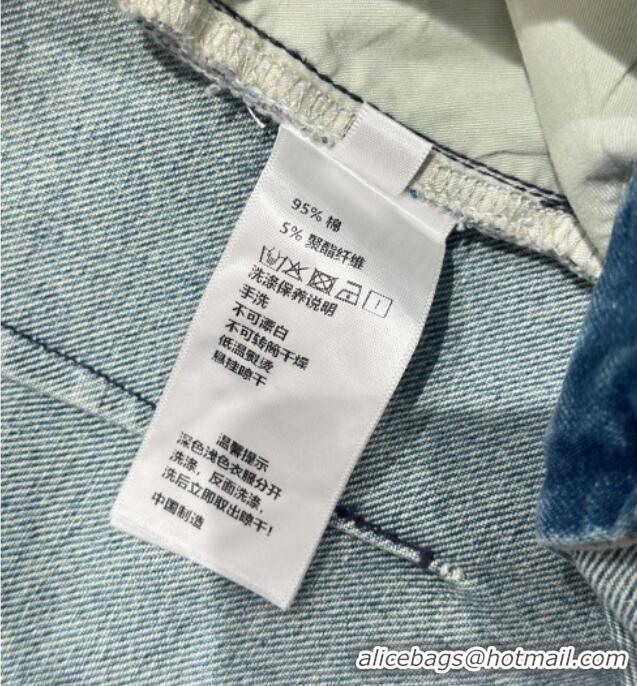 95% 棉
5% 聚酯纤维
洗涤保养说明
手洗
不可漂白
不可转筒干燥
低温熨烫
悬挂晾干
温馨提示
深色浅色衣服分开
洗涤，反面洗涤，
洗后立即取出晾干！
中国制造
alicebags@hotmail.com